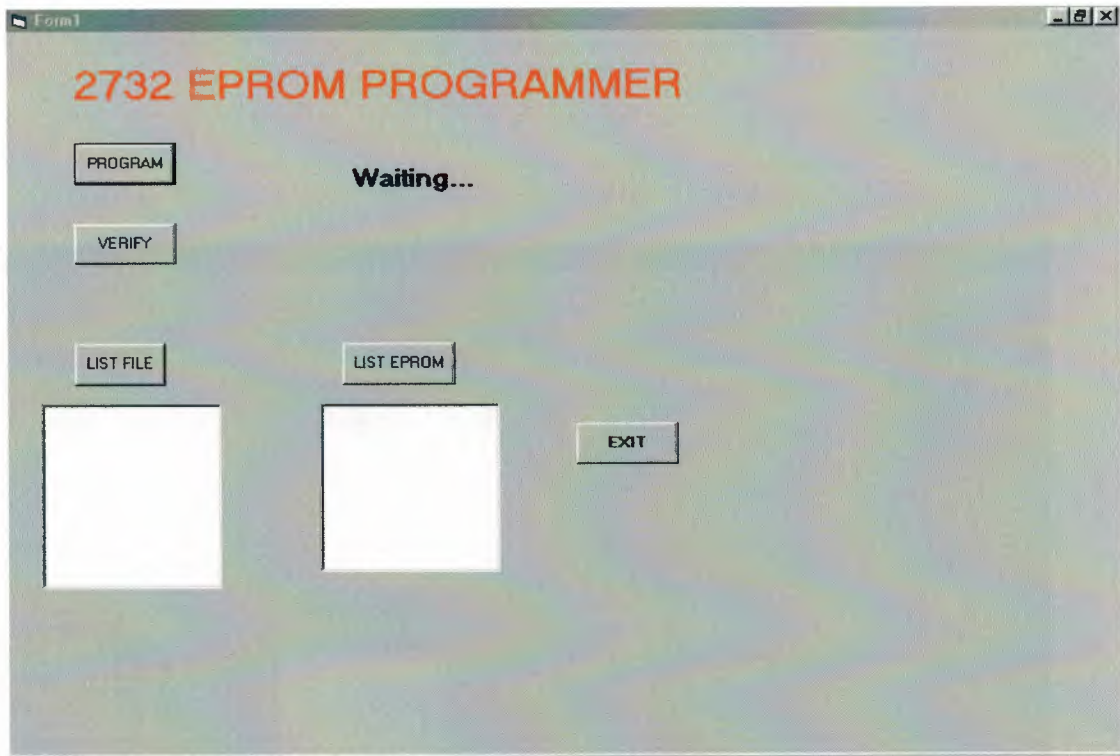 Form1
2732 EPROM PROGRAMMER
PROGRAM
Waiting...
VERIFY
LIST FILE
LIST EPROM
EXIT